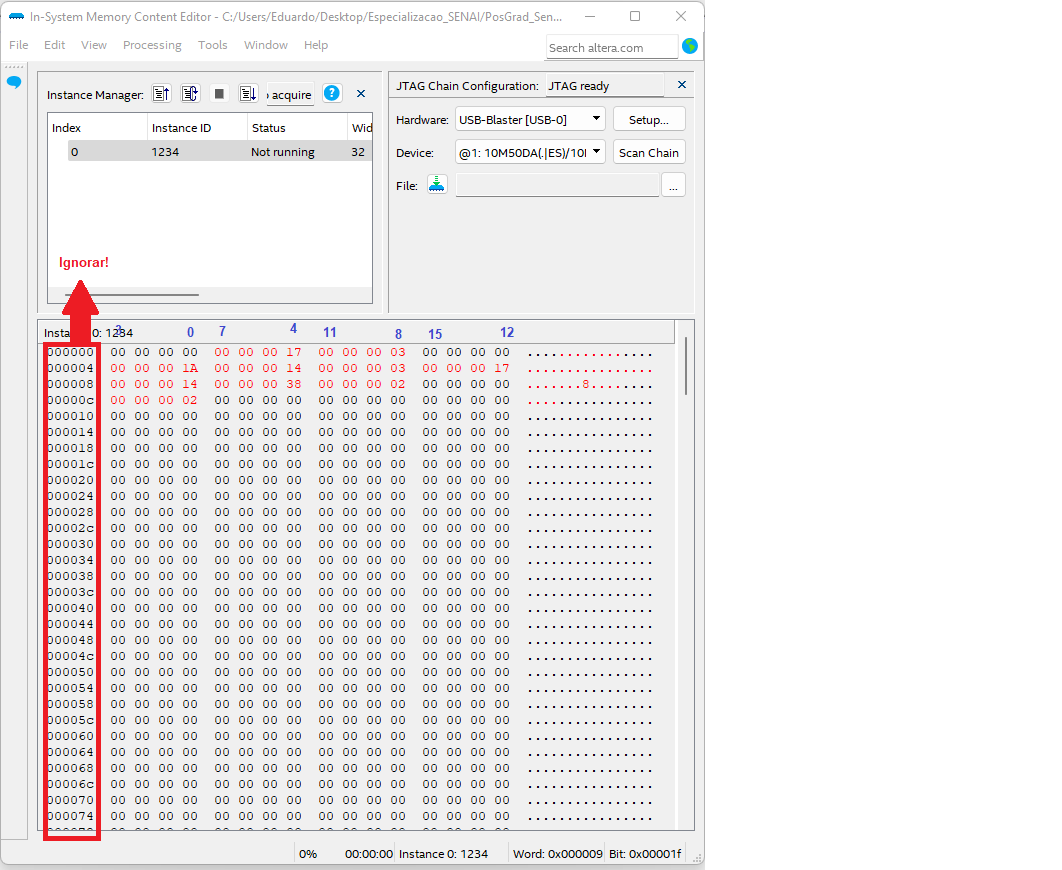 In-System Memory Content Editor - C:/Users/Eduardo/Desktop/Especializacao_SENAI/PosGrad_Sen...
File Edit View Processing Tools Window Help
Search altera.com
Instance Manager: acquire
JTAG Chain Configuration: JTAG ready
Index Instance ID Status Wid
0 1234 Not running 32
Hardware: USB-Blaster [USB-0] Setup...
Device: @1: 10M50DA(.|ES)/10I Scan Chain
File: ...
Ignorar!
3 0 7 4 11 8 15 12
Insta 0: 1234
000000 00 00 00 00 00 00 00 17 00 00 00 03 00 00 00 00 ................
000004 00 00 00 1A 00 00 00 14 00 00 00 03 00 00 00 17 ................
000008 00 00 00 14 00 00 00 38 00 00 00 02 00 00 00 00 .......8........
00000c 00 00 00 02 00 00 00 00 00 00 00 00 00 00 00 00 ................
000010 00 00 00 00 00 00 00 00 00 00 00 00 00 00 00 00 ................
000014 00 00 00 00 00 00 00 00 00 00 00 00 00 00 00 00 ................
000018 00 00 00 00 00 00 00 00 00 00 00 00 00 00 00 00 ................
00001c 00 00 00 00 00 00 00 00 00 00 00 00 00 00 00 00 ................
000020 00 00 00 00 00 00 00 00 00 00 00 00 00 00 00 00 ................
000024 00 00 00 00 00 00 00 00 00 00 00 00 00 00 00 00 ................
000028 00 00 00 00 00 00 00 00 00 00 00 00 00 00 00 00 ................
00002c 00 00 00 00 00 00 00 00 00 00 00 00 00 00 00 00 ................
000030 00 00 00 00 00 00 00 00 00 00 00 00 00 00 00 00 ................
000034 00 00 00 00 00 00 00 00 00 00 00 00 00 00 00 00 ................
000038 00 00 00 00 00 00 00 00 00 00 00 00 00 00 00 00 ................
00003c 00 00 00 00 00 00 00 00 00 00 00 00 00 00 00 00 ................
000040 00 00 00 00 00 00 00 00 00 00 00 00 00 00 00 00 ................
000044 00 00 00 00 00 00 00 00 00 00 00 00 00 00 00 00 ................
000048 00 00 00 00 00 00 00 00 00 00 00 00 00 00 00 00 ................
00004c 00 00 00 00 00 00 00 00 00 00 00 00 00 00 00 00 ................
000050 00 00 00 00 00 00 00 00 00 00 00 00 00 00 00 00 ................
000054 00 00 00 00 00 00 00 00 00 00 00 00 00 00 00 00 ................
000058 00 00 00 00 00 00 00 00 00 00 00 00 00 00 00 00 ................
00005c 00 00 00 00 00 00 00 00 00 00 00 00 00 00 00 00 ................
000060 00 00 00 00 00 00 00 00 00 00 00 00 00 00 00 00 ................
000064 00 00 00 00 00 00 00 00 00 00 00 00 00 00 00 00 ................
000068 00 00 00 00 00 00 00 00 00 00 00 00 00 00 00 00 ................
00006c 00 00 00 00 00 00 00 00 00 00 00 00 00 00 00 00 ................
000070 00 00 00 00 00 00 00 00 00 00 00 00 00 00 00 00 ................
000074 00 00 00 00 00 00 00 00 00 00 00 00 00 00 00 00 ................
0% 00:00:00 Instance 0: 1234 Word: 0x000009 Bit: 0x00001f